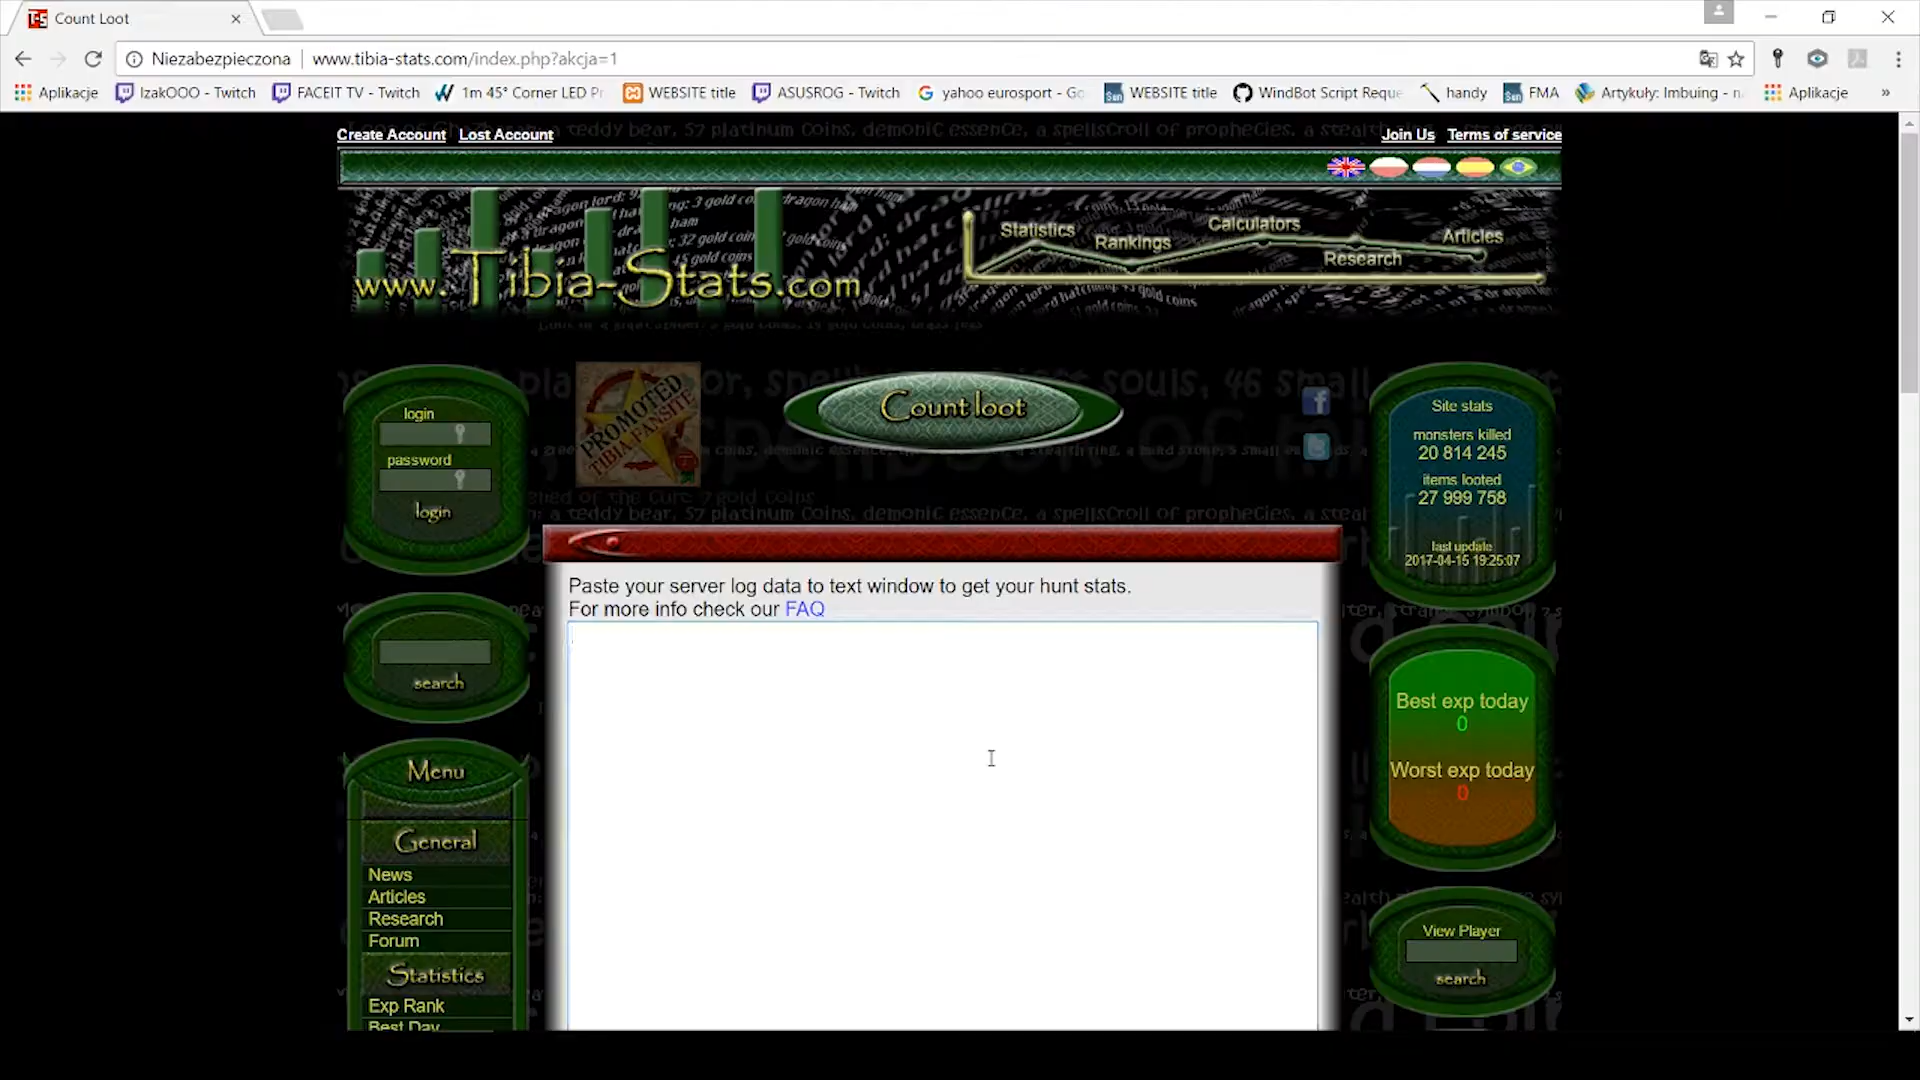 Count Loot
Niezabezpieczona www.tibia-stats.com/index.php?akcja=1
Aplikacje IzakOOO - Twitch FACEIT TV - Twitch 1m 45° Corner LED Pr WEBSITE title ASUSROG - Twitch yahoo eurosport - Go WEBSITE title WindBot Script Reque handy FMA Artykuły: Imbuing - n Aplikacje »
Create Account Lost Account
Join Us Terms of service
www.Tibia-Stats.com
Statistics Rankings Calculators Research Articles
PROMOTED
TIBIA FANSITE
Count loot
login
password
login
search
Menu
General
News
Articles
Research
Forum
Statistics
Exp Rank
Best Day
Paste your server log data to text window to get your hunt stats.
For more info check our FAQ
Site stats
monsters killed
20 814 245
items looted
27 999 758
last update
2017-04-15 19:25:07
Best exp today
0
Worst exp today
0
View Player
search